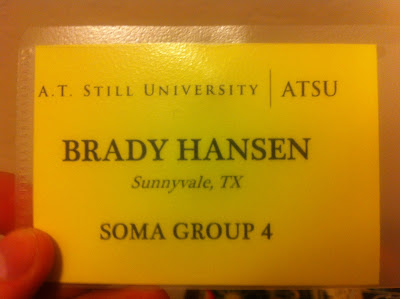 A.T. STILL UNIVERSITY | ATSU
BRADY HANSEN
Sunnyvale, TX
SOMA GROUP 4